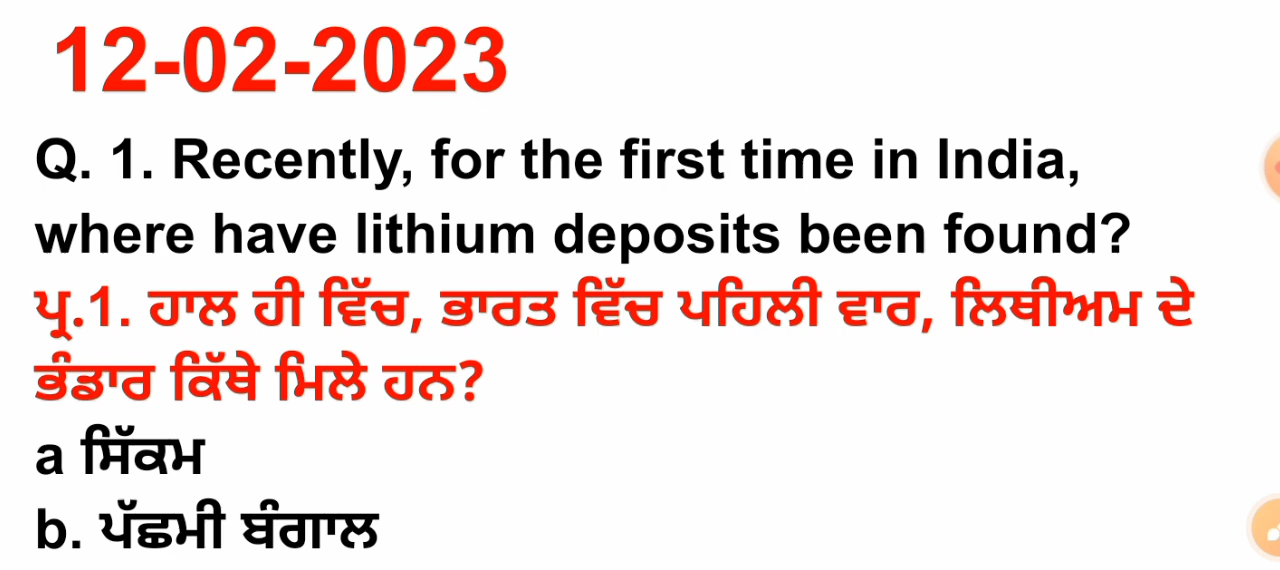 12-02-2023
Q. 1. Recently, for the first time in India,
where have lithium deposits been found?
ਪ੍ਰ.1. ਹਾਲ ਹੀ ਵਿੱਚ, ਭਾਰਤ ਵਿੱਚ ਪਹਿਲੀ ਵਾਰ, ਲਿਥੀਅਮ ਦੇ
ਭੰਡਾਰ ਕਿੱਥੇ ਮਿਲੇ ਹਨ?
a ਸਿੱਕਮ
b. ਪੱਛਮੀ ਬੰਗਾਲ